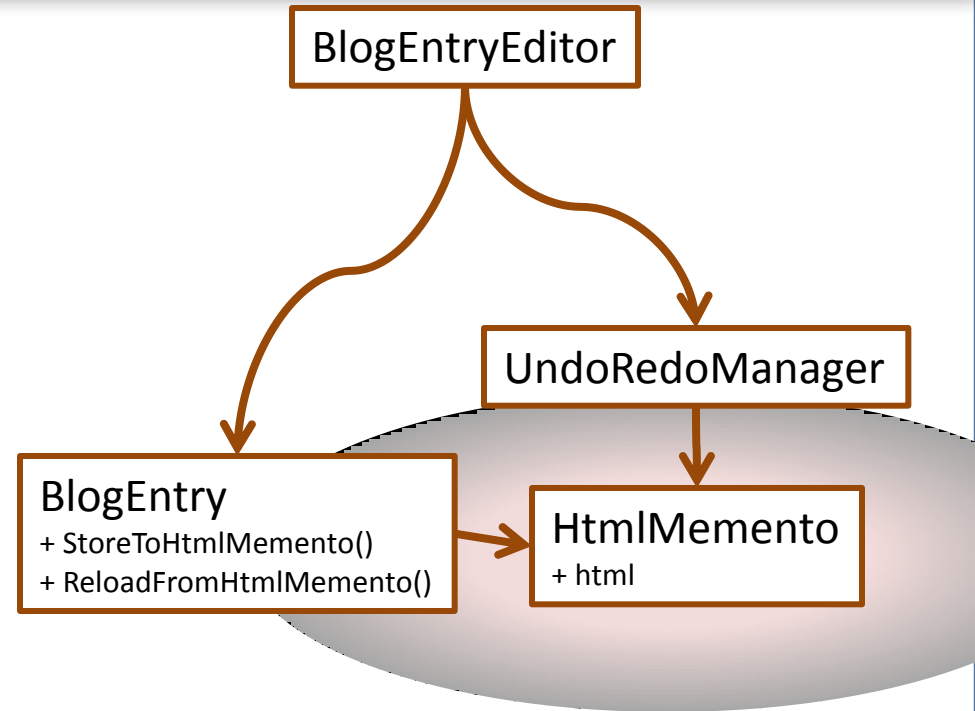 BlogEntryEditor
UndoRedoManager
BlogEntry
+ StoreToHtmlMemento()
+ ReloadFromHtmlMemento()
HtmlMemento
+ html